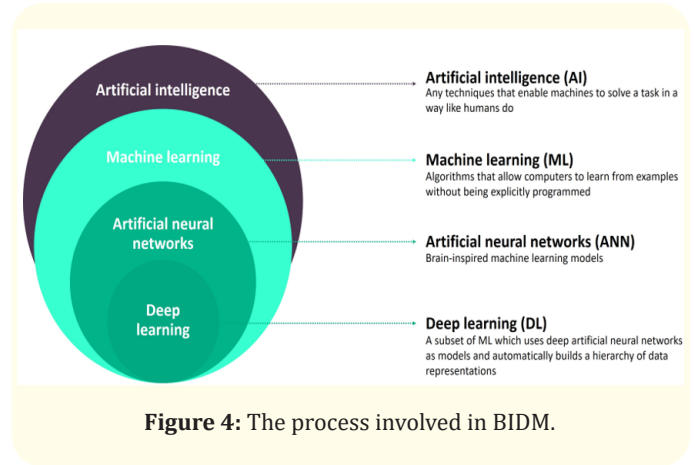 Artificial intelligence
Machine learning
Artificial neural
networks
Deep
learning
Artificial intelligence (AI)
Any techniques that enable machines to solve a task in a
way like humans do
Machine learning (ML)
Algorithms that allow computers to learn from examples
without being explicitly programmed
Artificial neural networks (ANN)
Brain-inspired machine learning models
Deep learning (DL)
A subset of ML which uses deep artificial neural networks
as models and automatically builds a hierarchy of data
representations
Figure 4: The process involved in BIDM.